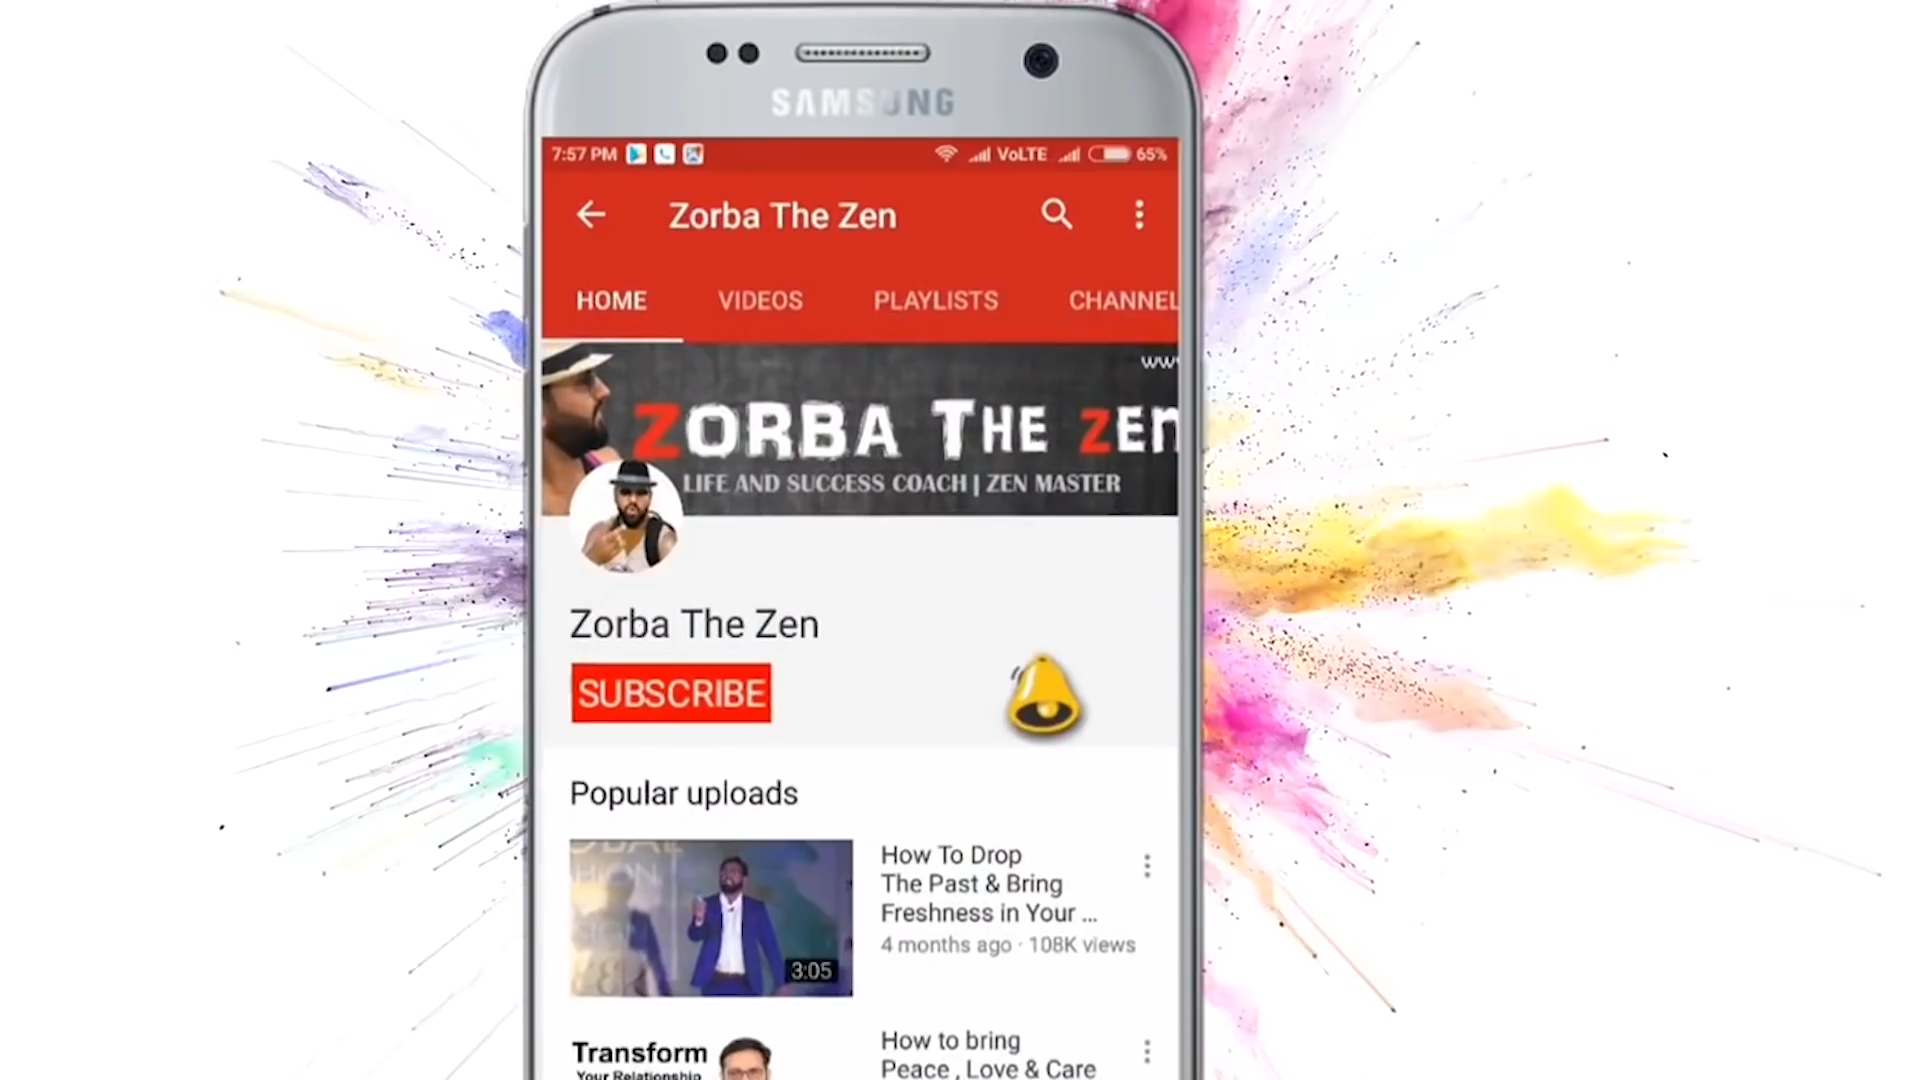 SAMSUNG
7:57 PM
VoLTE
65%
Zorba The Zen
HOME
VIDEOS
PLAYLISTS
CHANNEL
ZORBA THE ZEN
LIFE AND SUCCESS COACH | ZEN MASTER
Zorba The Zen
SUBSCRIBE
Popular uploads
3:05
How To Drop
The Past & Bring
Freshness in Your ...
4 months ago · 108K views
Transform
Your Relationship
How to bring
Peace , Love & Care